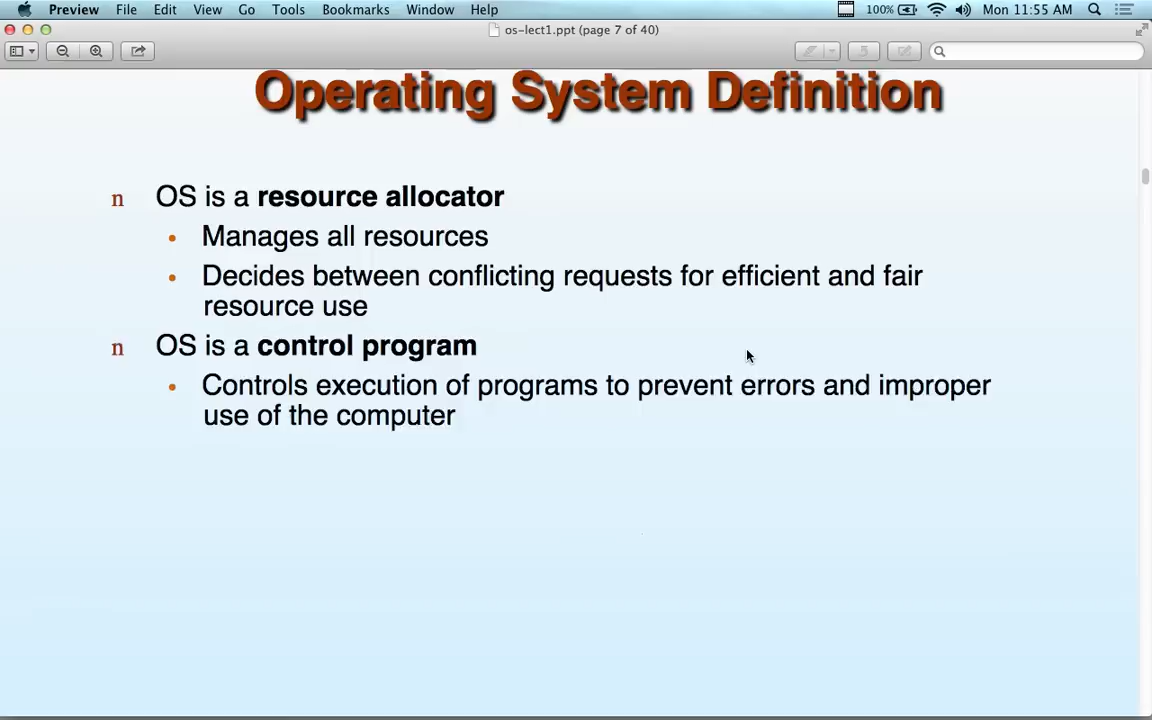 Preview File Edit View Go Tools Bookmarks Window Help 100% Mon 11:55 AM
os-lect1.ppt (page 7 of 40)
Operating System Definition
n OS is a resource allocator
• Manages all resources
• Decides between conflicting requests for efficient and fair
resource use
n OS is a control program
• Controls execution of programs to prevent errors and improper
use of the computer